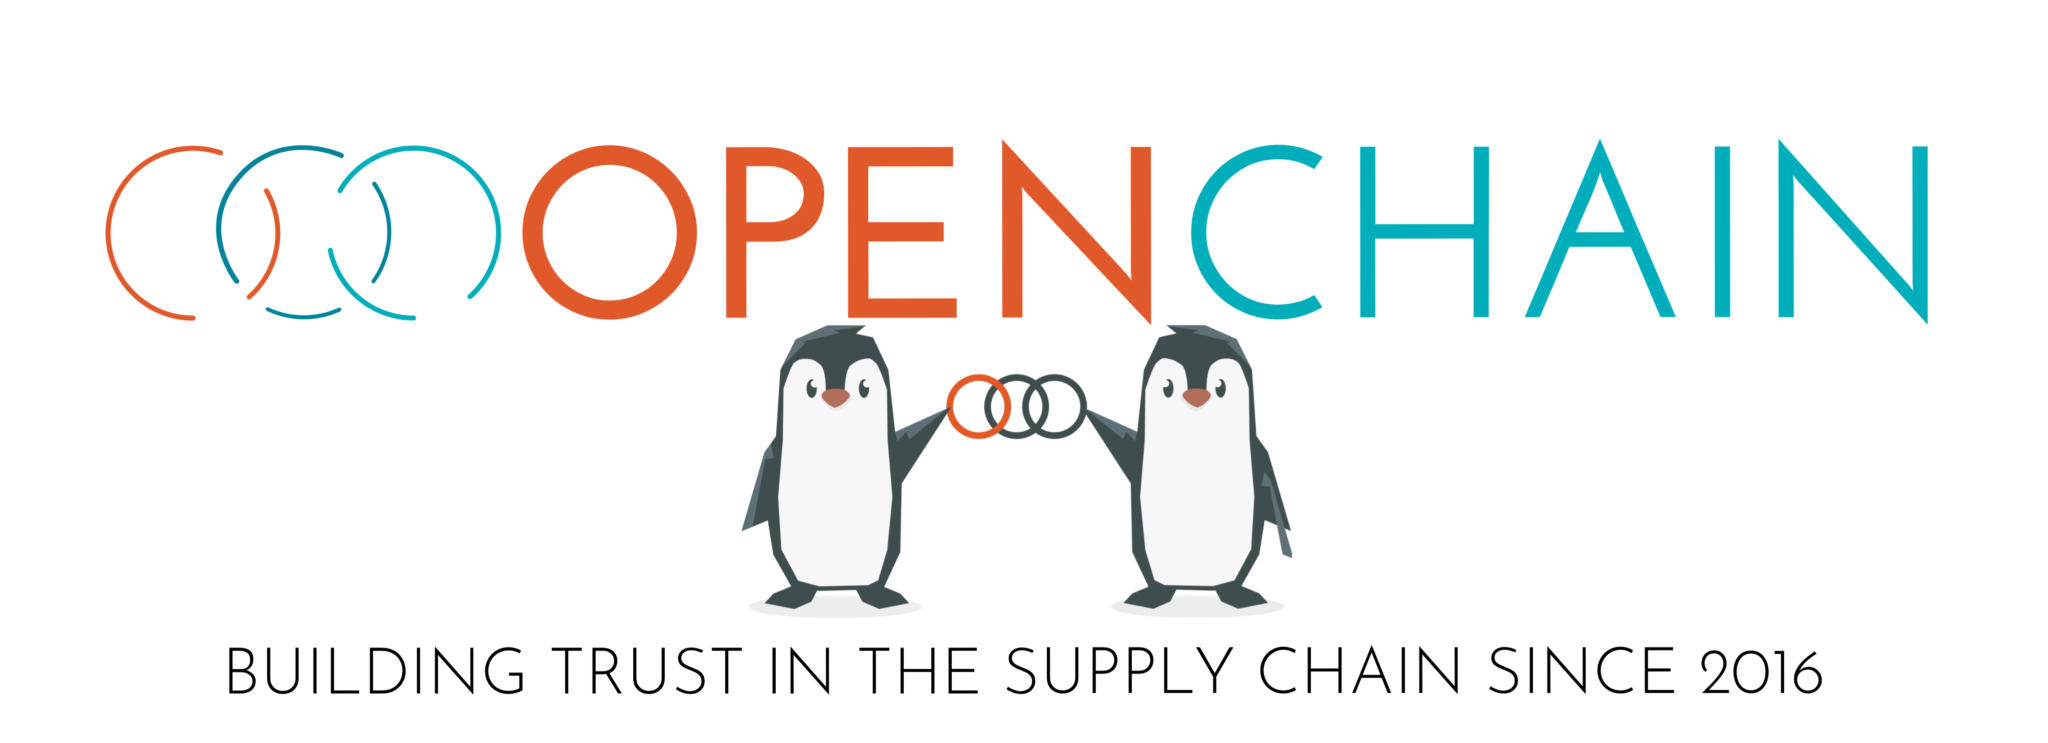 OPENCHAIN
BUILDING TRUST IN THE SUPPLY CHAIN SINCE 2016